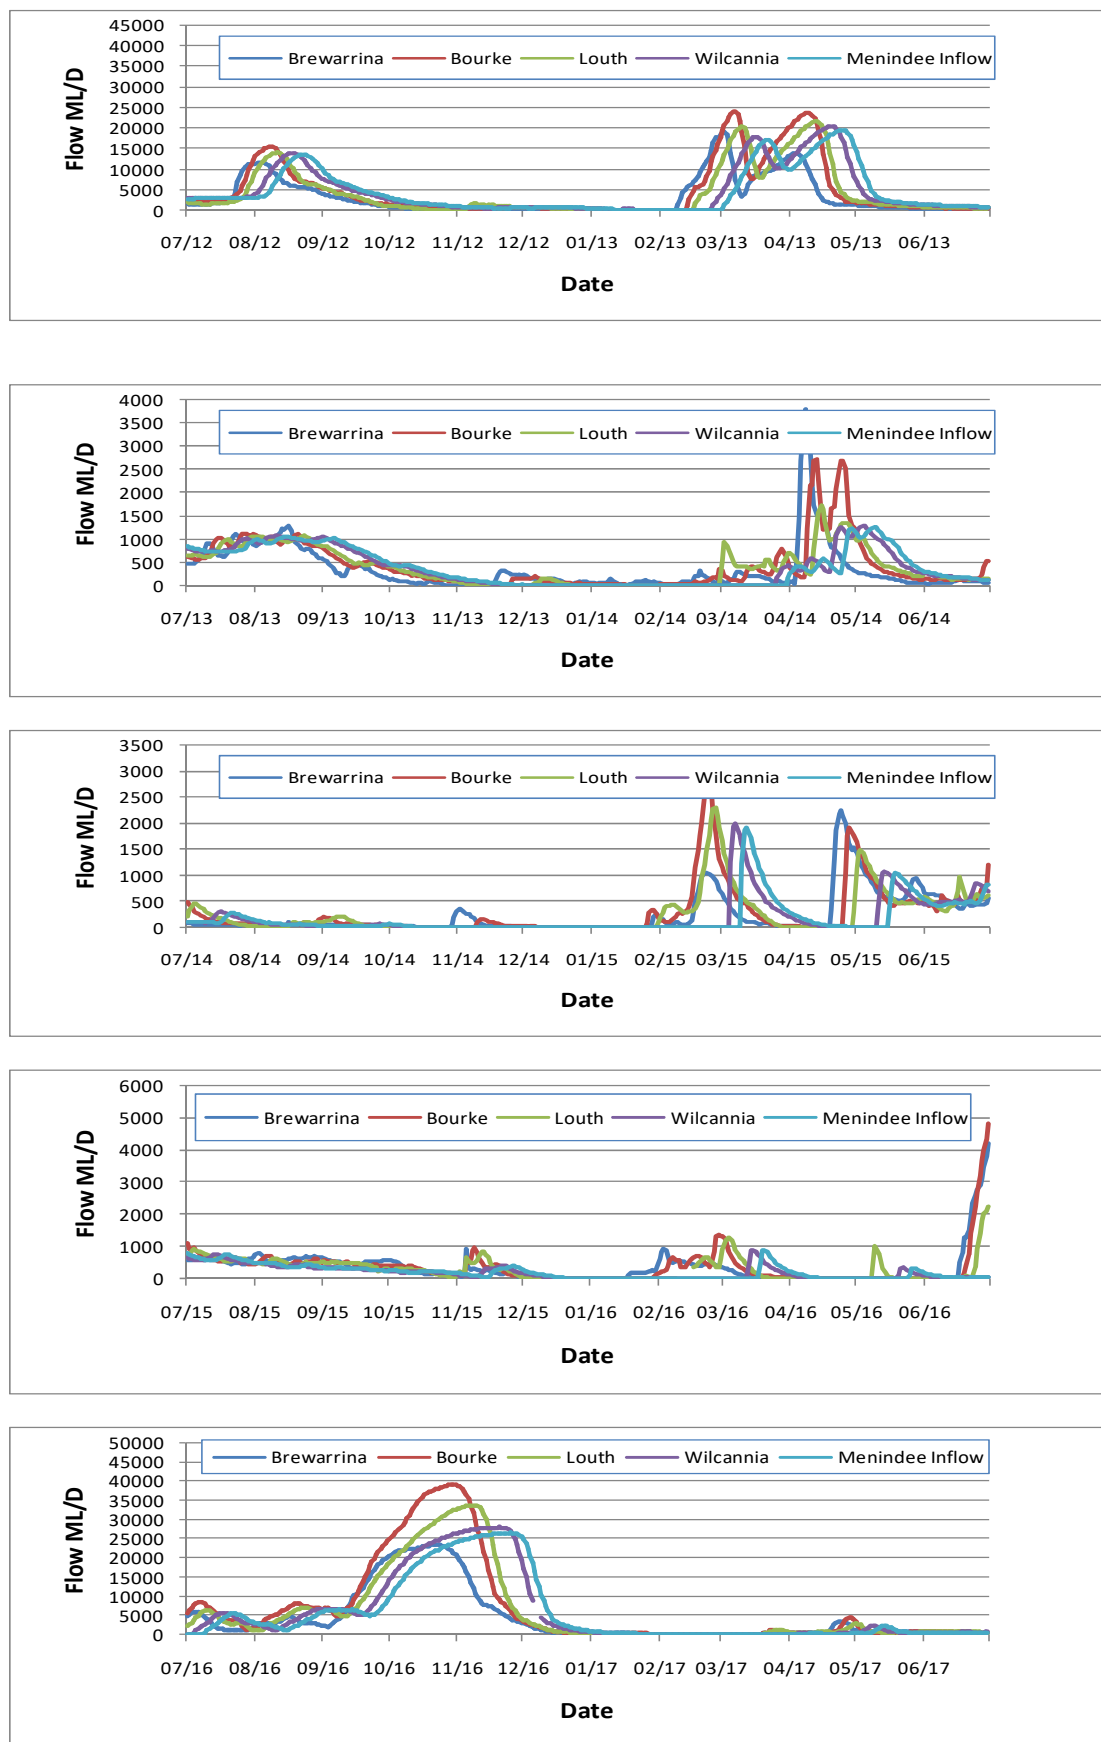 45000
40000
35000
30000
25000
20000
15000
10000
5000
0
Flow ML/D
Brewarrina Bourke Louth Wilcannia Menindee Inflow
07/12 08/12 09/12 10/12 11/12 12/12 01/13 02/13 03/13 04/13 05/13 06/13
Date
4000
3500
3000
2500
2000
1500
1000
500
0
Flow ML/D
Brewarrina Bourke Louth Wilcannia Menindee Inflow
07/13 08/13 09/13 10/13 11/13 12/13 01/14 02/14 03/14 04/14 05/14 06/14
Date
3500
3000
2500
2000
1500
1000
500
0
Flow ML/D
Brewarrina Bourke Louth Wilcannia Menindee Inflow
07/14 08/14 09/14 10/14 11/14 12/14 01/15 02/15 03/15 04/15 05/15 06/15
Date
6000
5000
4000
3000
2000
1000
0
Flow ML/D
Brewarrina Bourke Louth Wilcannia Menindee Inflow
07/15 08/15 09/15 10/15 11/15 12/15 01/16 02/16 03/16 04/16 05/16 06/16
Date
50000
45000
40000
35000
30000
25000
20000
15000
10000
5000
0
Flow ML/D
Brewarrina Bourke Louth Wilcannia Menindee Inflow
07/16 08/16 09/16 10/16 11/16 12/16 01/17 02/17 03/17 04/17 05/17 06/17
Date